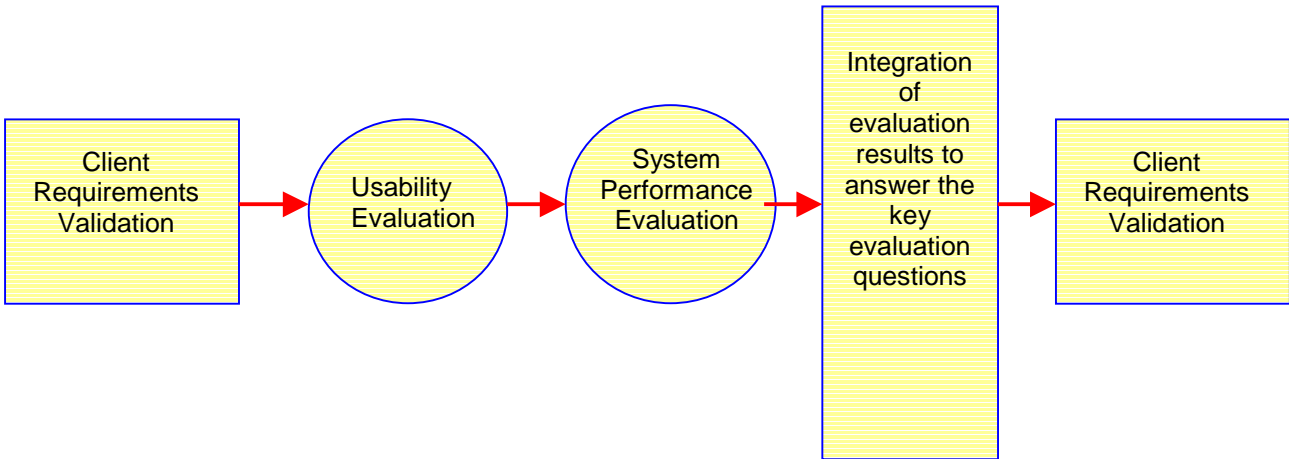 Client
Requirements
Validation
Usability
Evaluation
System
Performance
Evaluation
Integration
of
evaluation
results to
answer the
key
evaluation
questions
Client
Requirements
Validation